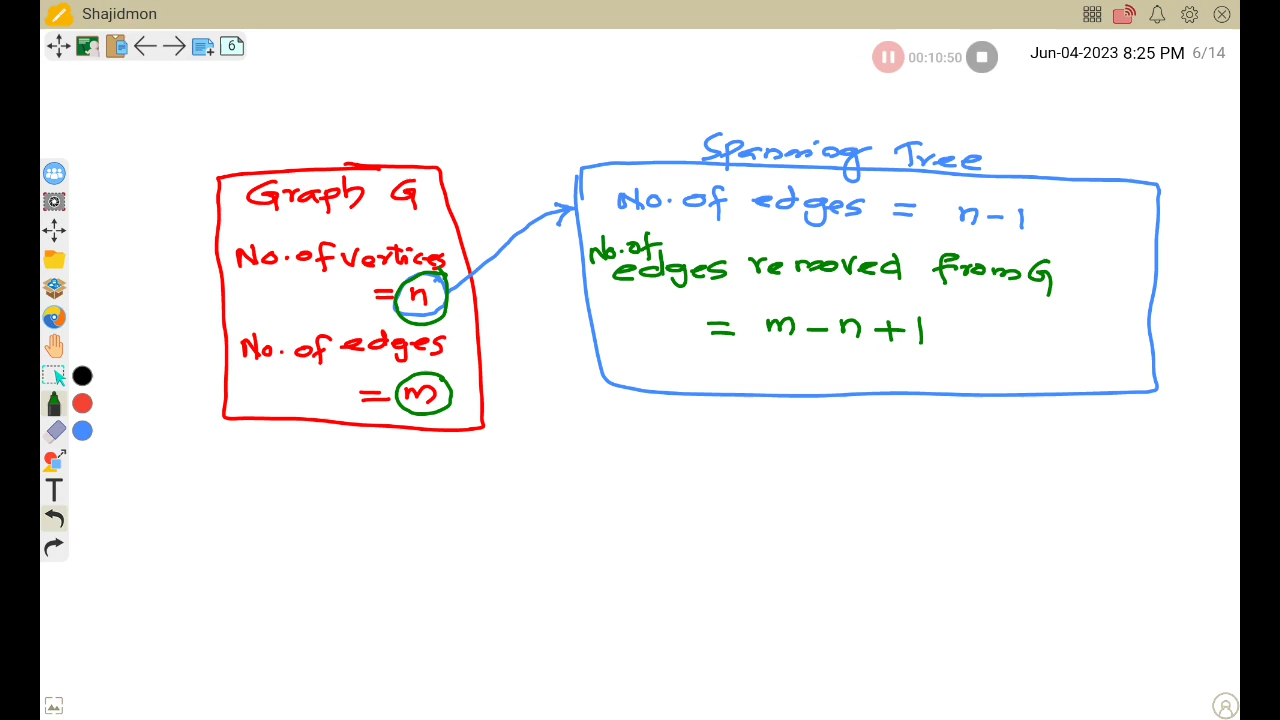 Shajidmon
6
00:10:50
Jun-04-2023 8:25 PM 6/14
Graph G
No. of vertices
= n
No. of edges
= m
Spanning Tree
No. of edges = n - 1
No. of
edges removed from G
= m - n + 1
T